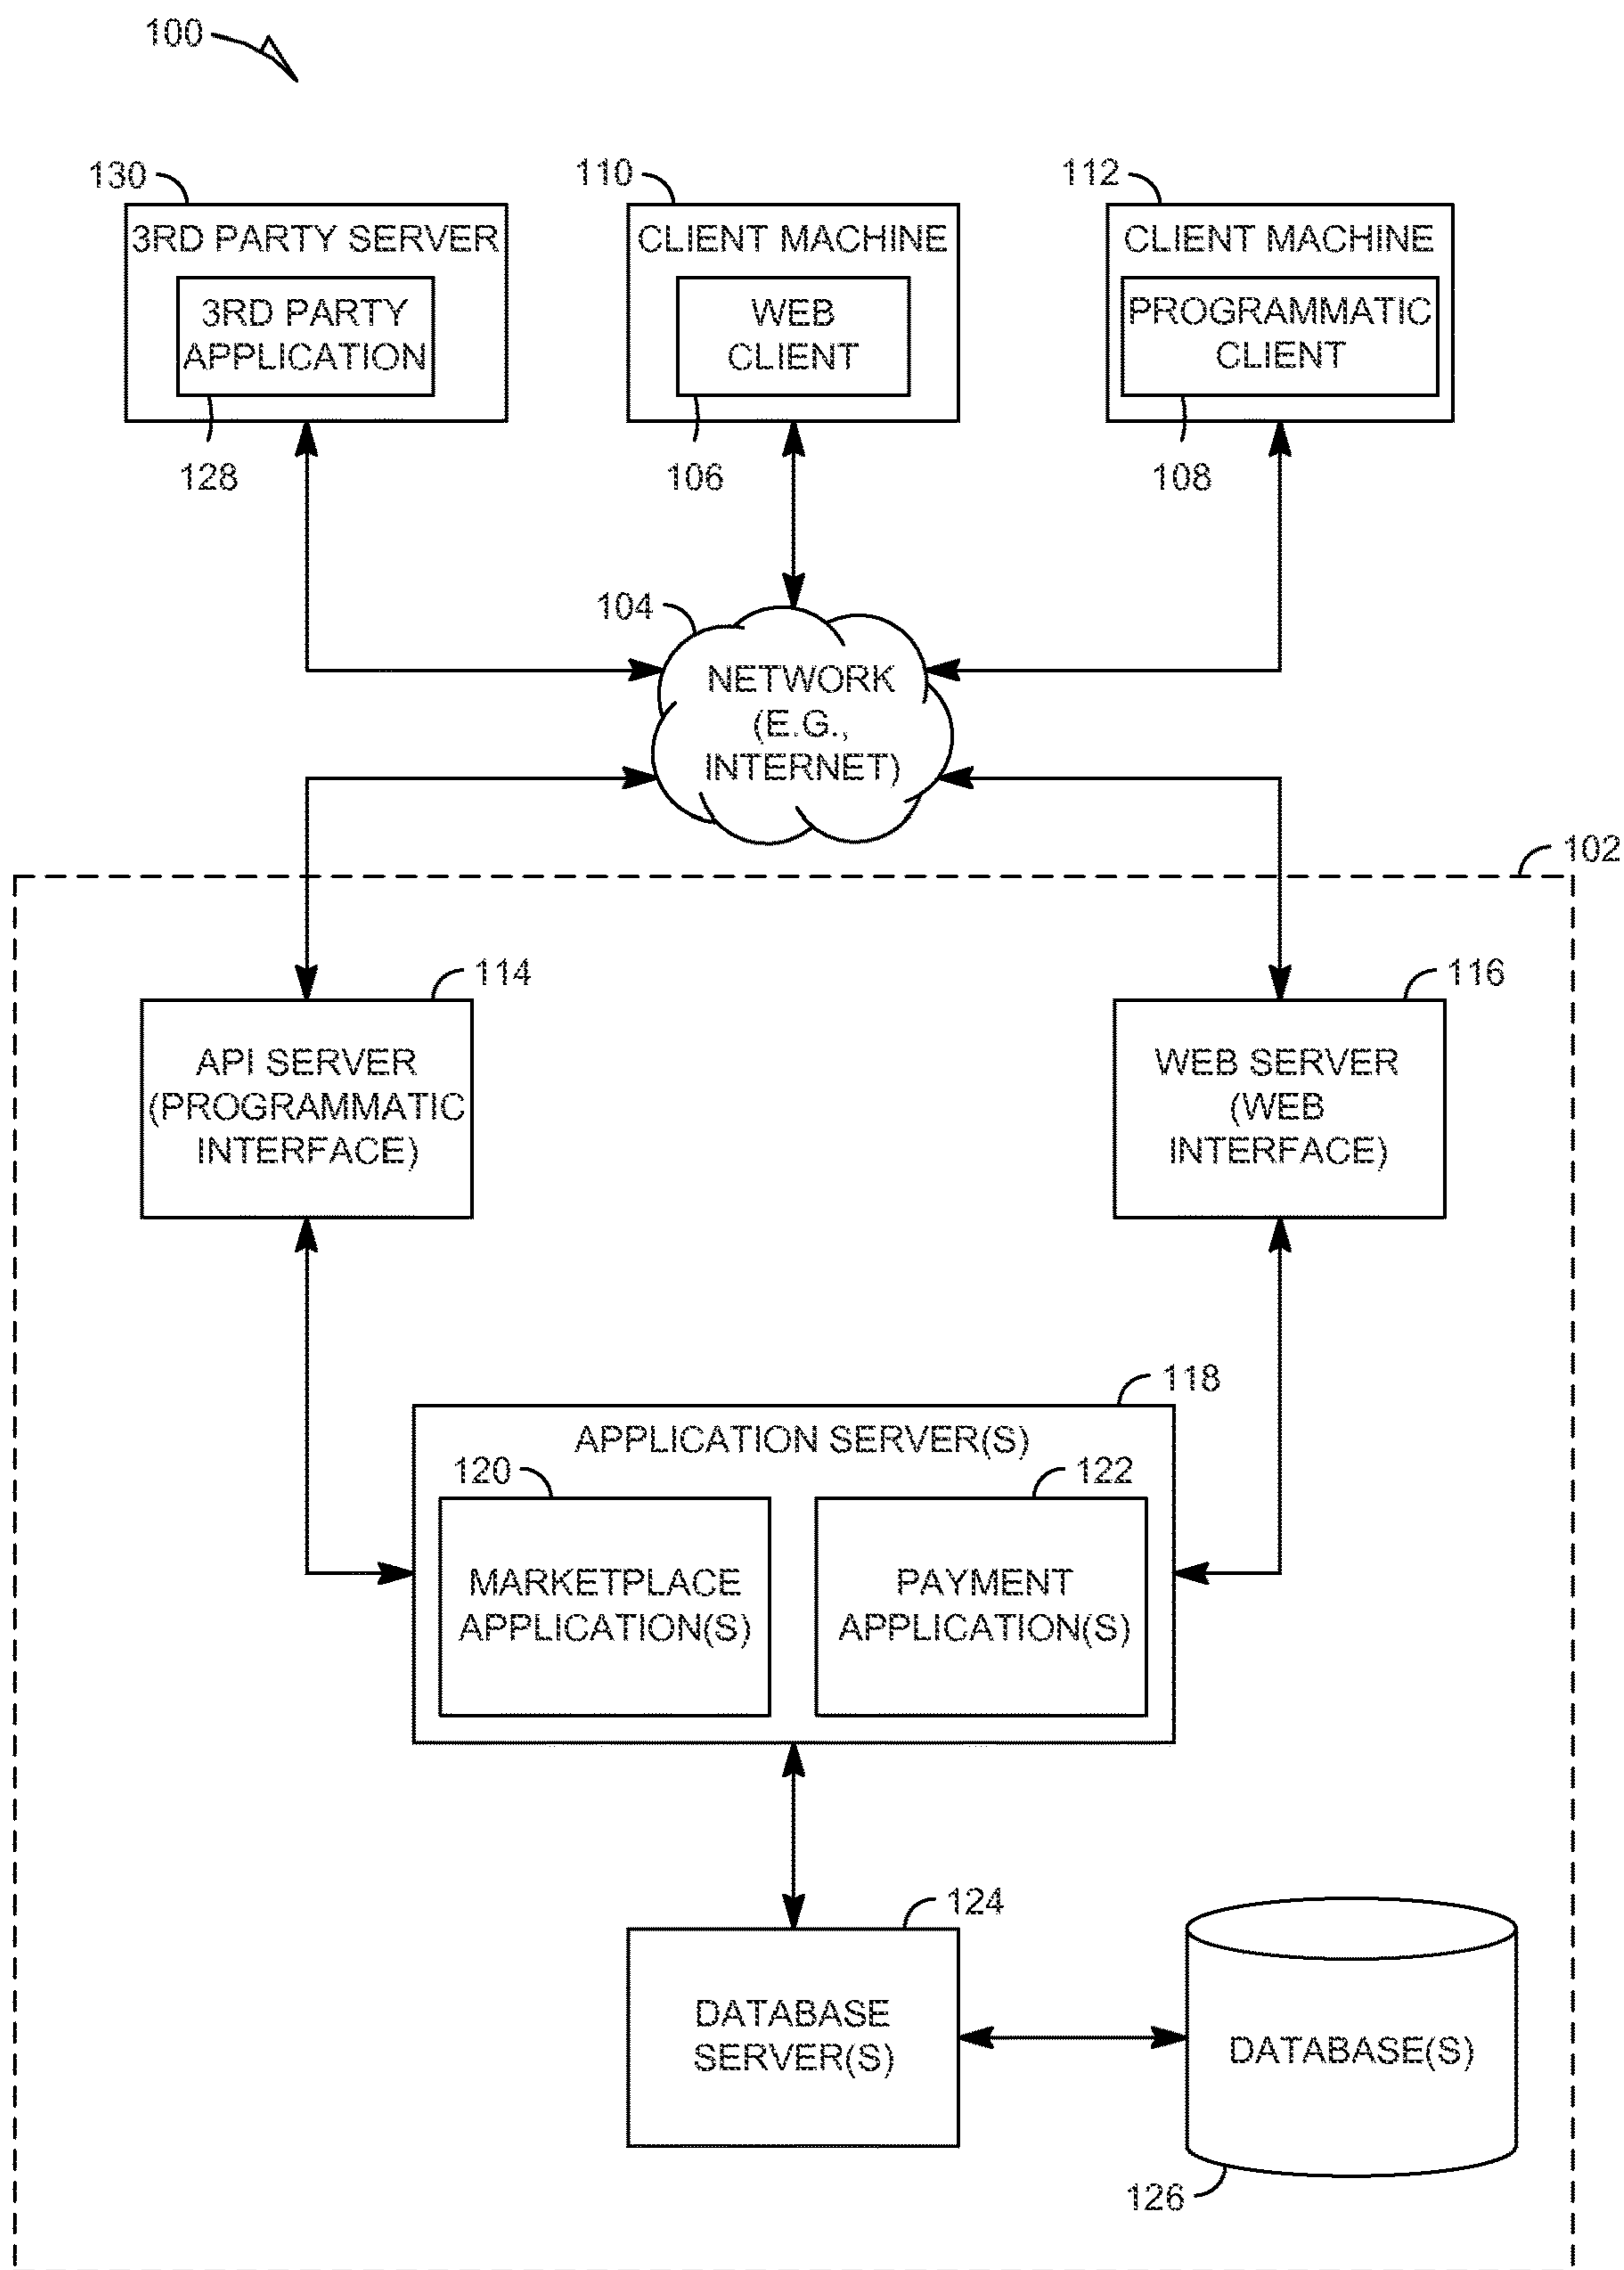 100
130
110
112
3RD PARTY SERVER
CLIENT MACHINE
CLIENT MACHINE
3RD PARTY
APPLICATION
WEB
CLIENT
PROGRAMMATIC
CLIENT
128
106
108
104
NETWORK
(E.G.,
INTERNET)
102
114
116
API SERVER
(PROGRAMMATIC
INTERFACE)
WEB SERVER
(WEB
INTERFACE)
118
APPLICATION SERVER(S)
120
122
MARKETPLACE
APPLICATION(S)
PAYMENT
APPLICATION(S)
124
DATABASE
SERVER(S)
DATABASE(S)
126